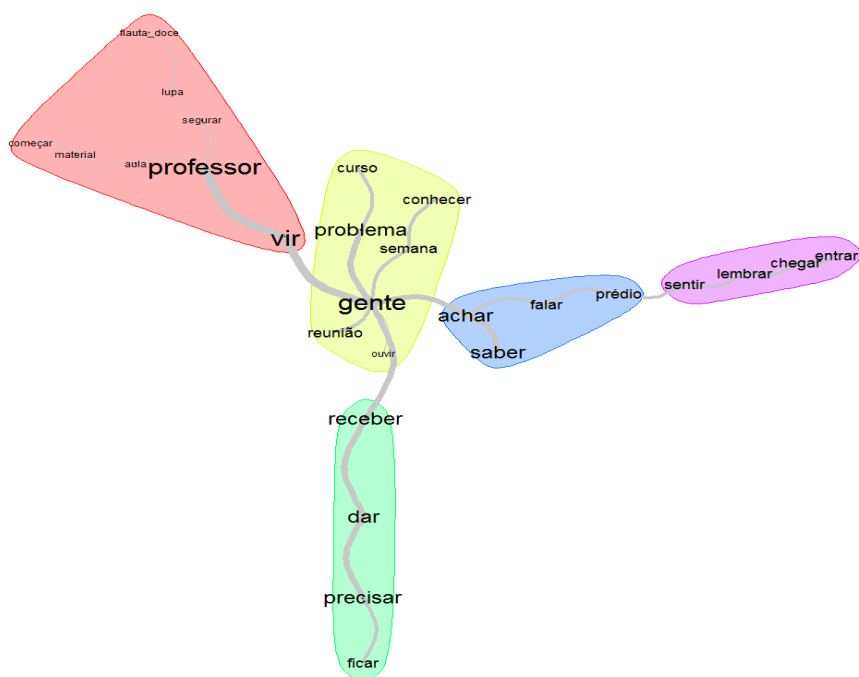 flauta_doce
lupa
segurar
começar
material
aula
professor
vir
curso
conhecer
problema
semana
gente
reunião
ouvir
achar
saber
falar
prédio
sentir
lembrar
chegar
entrar
receber
dar
precisar
ficar